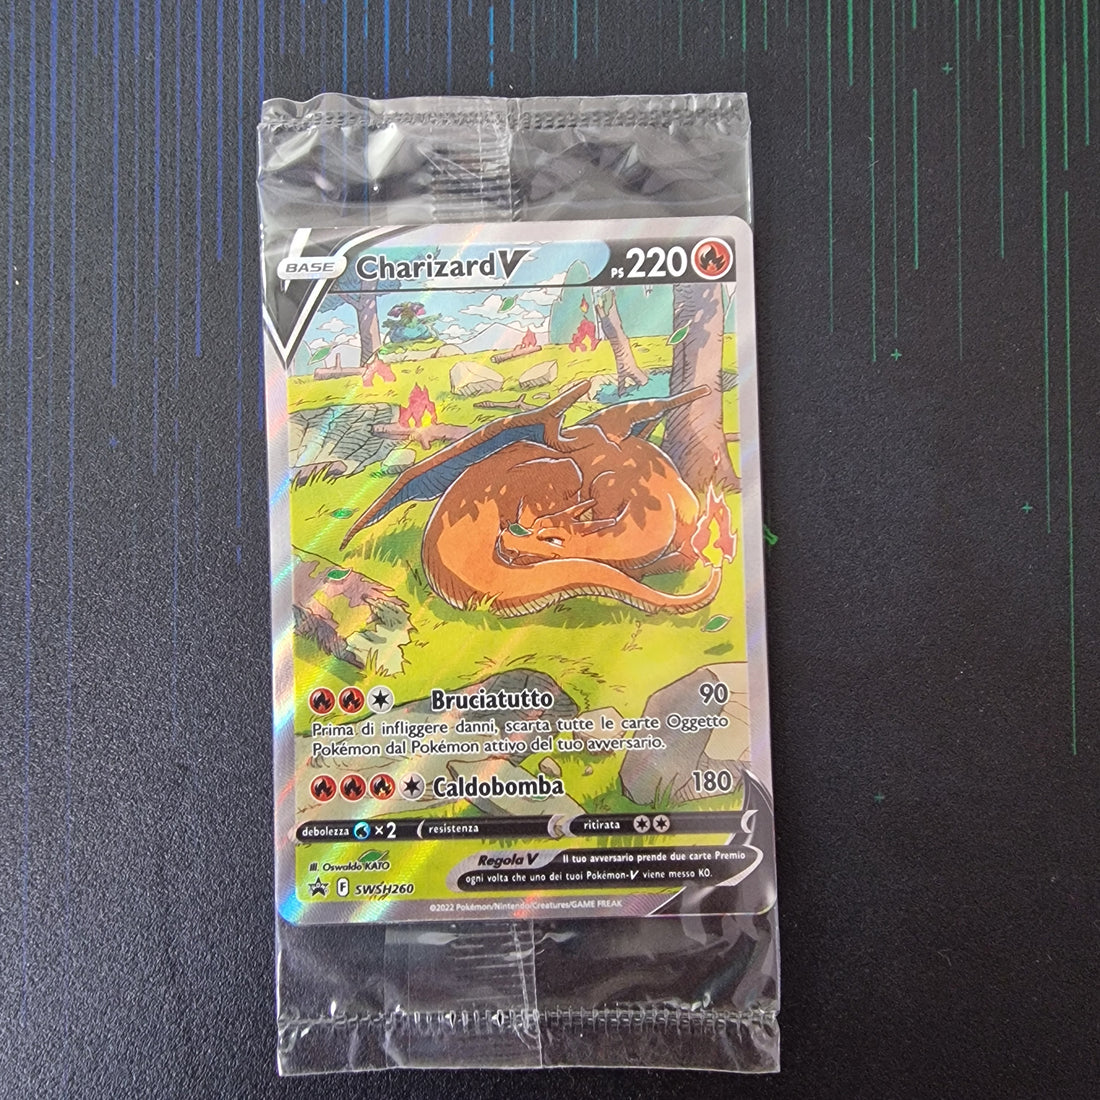 BASE CharizardV PS 220
Bruciatutto 90
Prima di infliggere danni, scarta tutte le carte Oggetto
Pokémon dal Pokémon attivo del tuo avversario.
Caldobomba 180
debolezza ×2 resistenza ritirata
Ill. Oswaldo KATO
Regola V Il tuo avversario prende due carte Premio
ogni volta che uno dei tuoi Pokémon-V viene messo KO.
F SWSH260
©2022 Pokémon/Nintendo/Creatures/GAME FREAK